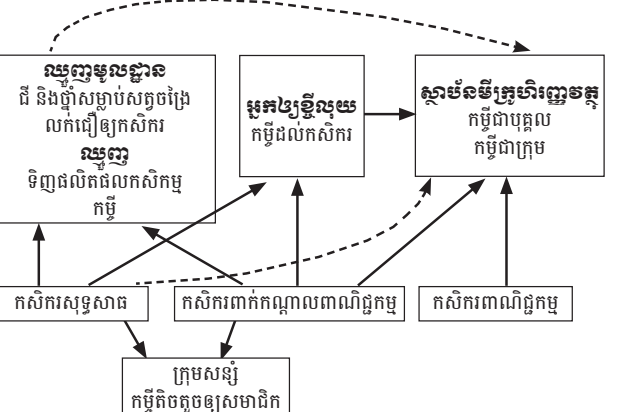 ឈ្មួញមូលដ្ឋាន
ជី និងថ្នាំសម្លាប់សត្វចង្រៃ
លក់ជឿឲ្យកសិករ
ឈ្មួញ
ទិញផលិតផលកសិកម្ម
កម្ចី
អ្នកឲ្យខ្ចីលុយ
កម្ចីដល់កសិករ
ស្ថាប័នមីក្រូហិរញ្ញវត្ថុ
កម្ចីជាបុគ្គល
កម្ចីជាក្រុម
កសិករសុទ្ធសាធ
កសិករពាក់កណ្តាលពាណិជ្ជកម្ម
កសិករពាណិជ្ជកម្ម
ក្រុមសន្សំ
កម្ចីតិចតួចឲ្យសមាជិក